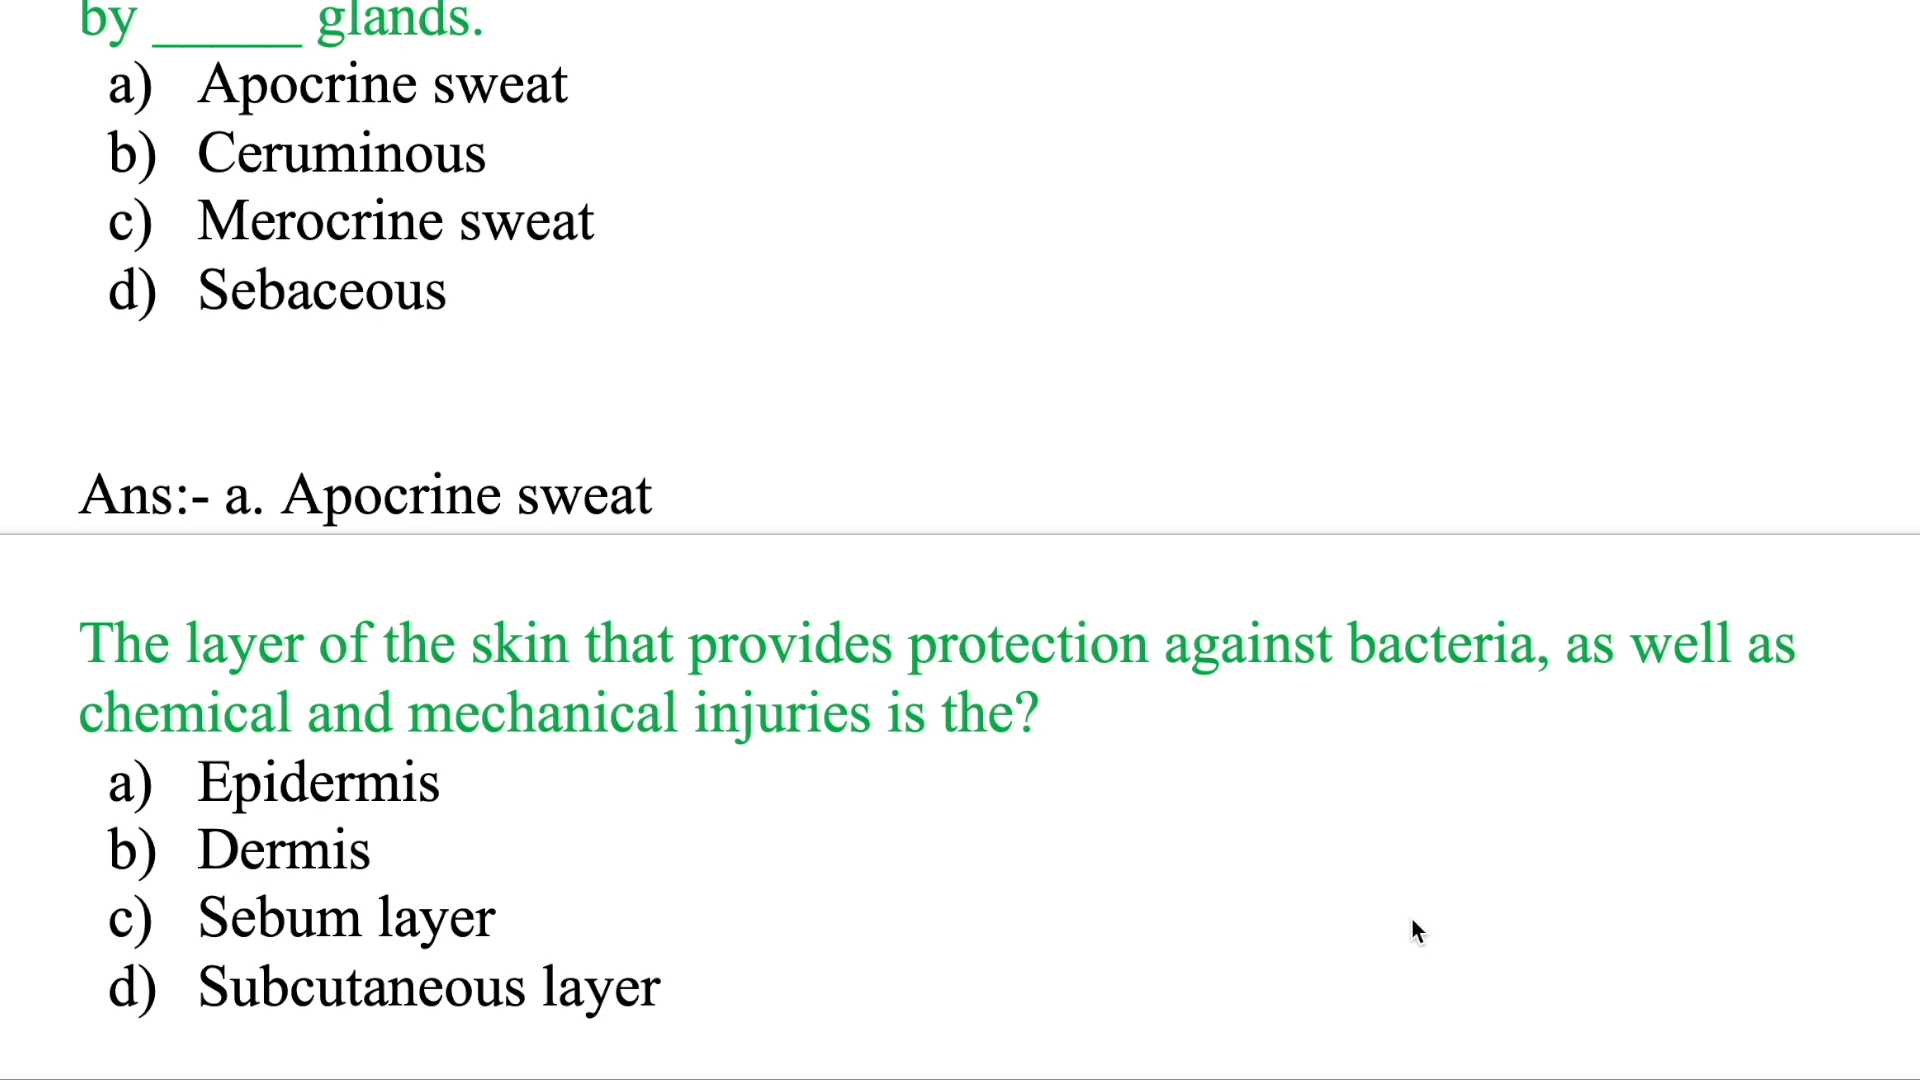 by _____ glands.
a) Apocrine sweat
b) Ceruminous
c) Merocrine sweat
d) Sebaceous
Ans:- a. Apocrine sweat
The layer of the skin that provides protection against bacteria, as well as
chemical and mechanical injuries is the?
a) Epidermis
b) Dermis
c) Sebum layer
d) Subcutaneous layer